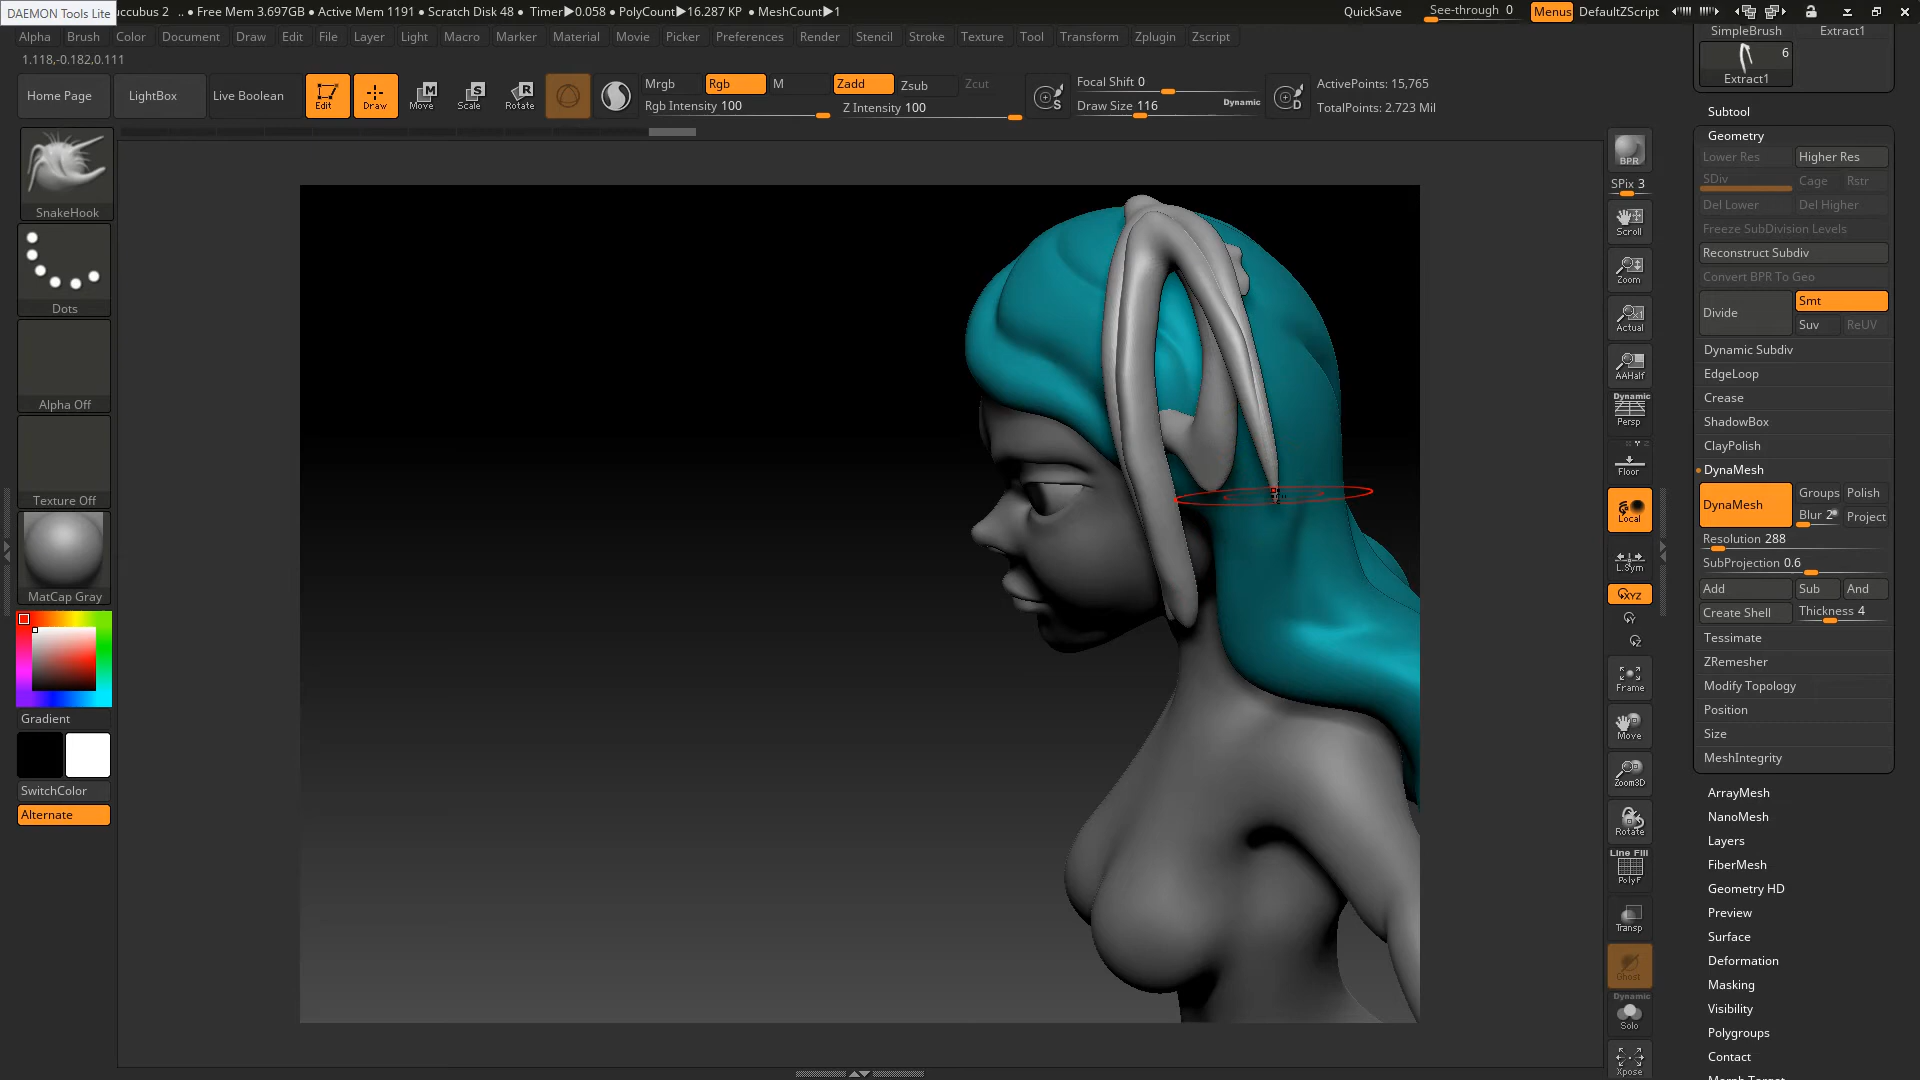 DAEMON Tools Lite
uccubus 2 .. ● Free Mem 3.697GB ● Active Mem 1191 ● Scratch Disk 48 ● Timer▶0.058 ● PolyCount▶16.287 KP ● MeshCount▶1
QuickSave See-through 0 Menus DefaultZScript
Alpha Brush Color Document Draw Edit File Layer Light Macro Marker Material Movie Picker Preferences Render Stencil Stroke Texture Tool Transform Zplugin Zscript
1.118,-0.182,0.111
Home Page LightBox Live Boolean
Edit Draw Move Scale Rotate
Mrgb Rgb M
Rgb Intensity 100
Zadd Zsub Zcut
Z Intensity 100
Focal Shift 0
Draw Size 116 Dynamic
ActivePoints: 15,765
TotalPoints: 2.723 Mil
SnakeHook
Dots
Alpha Off
Texture Off
MatCap Gray
Gradient
SwitchColor
Alternate
BPR
SPix 3
Scroll
Zoom
Actual
AAHalf
Dynamic
Persp
Floor
Local
L.Sym
XYZ
Frame
Move
Zoom3D
Rotate
Line Fill
PolyF
Transp
Ghost
Dynamic
Solo
Xpose
SimpleBrush Extract1
6
Extract1
Subtool
Geometry
Lower Res Higher Res
SDiv Cage Rstr
Del Lower Del Higher
Freeze SubDivision Levels
Reconstruct Subdiv
Convert BPR To Geo
Divide Smt
Suv ReUV
Dynamic Subdiv
EdgeLoop
Crease
ShadowBox
ClayPolish
DynaMesh
DynaMesh Groups Polish
Blur 2 Project
Resolution 288
SubProjection 0.6
Add Sub And
Create Shell Thickness 4
Tessimate
ZRemesher
Modify Topology
Position
Size
MeshIntegrity
ArrayMesh
NanoMesh
Layers
FiberMesh
Geometry HD
Preview
Surface
Deformation
Masking
Visibility
Polygroups
Contact
Morph Target